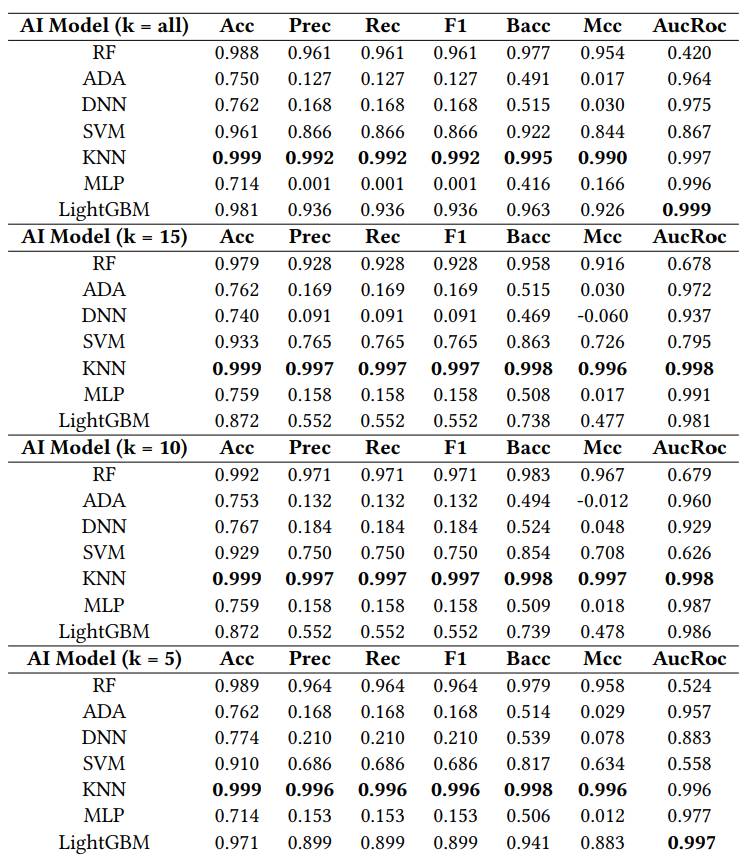 AI Model (k = all) Acc Prec Rec F1 Bacc Mcc AucRoc
RF 0.988 0.961 0.961 0.961 0.977 0.954 0.420
ADA 0.750 0.127 0.127 0.127 0.491 0.017 0.964
DNN 0.762 0.168 0.168 0.168 0.515 0.030 0.975
SVM 0.961 0.866 0.866 0.866 0.922 0.844 0.867
KNN 0.999 0.992 0.992 0.992 0.995 0.990 0.997
MLP 0.714 0.001 0.001 0.001 0.416 0.166 0.996
LightGBM 0.981 0.936 0.936 0.936 0.963 0.926 0.999
AI Model (k = 15) Acc Prec Rec F1 Bacc Mcc AucRoc
RF 0.979 0.928 0.928 0.928 0.958 0.916 0.678
ADA 0.762 0.169 0.169 0.169 0.515 0.030 0.972
DNN 0.740 0.091 0.091 0.091 0.469 -0.060 0.937
SVM 0.933 0.765 0.765 0.765 0.863 0.726 0.795
KNN 0.999 0.997 0.997 0.997 0.998 0.996 0.998
MLP 0.759 0.158 0.158 0.158 0.508 0.017 0.991
LightGBM 0.872 0.552 0.552 0.552 0.738 0.477 0.981
AI Model (k = 10) Acc Prec Rec F1 Bacc Mcc AucRoc
RF 0.992 0.971 0.971 0.971 0.983 0.967 0.679
ADA 0.753 0.132 0.132 0.132 0.494 -0.012 0.960
DNN 0.767 0.184 0.184 0.184 0.524 0.048 0.929
SVM 0.929 0.750 0.750 0.750 0.854 0.708 0.626
KNN 0.999 0.997 0.997 0.997 0.998 0.997 0.998
MLP 0.759 0.158 0.158 0.158 0.509 0.018 0.987
LightGBM 0.872 0.552 0.552 0.552 0.739 0.478 0.986
AI Model (k = 5) Acc Prec Rec F1 Bacc Mcc AucRoc
RF 0.989 0.964 0.964 0.964 0.979 0.958 0.524
ADA 0.762 0.168 0.168 0.168 0.514 0.029 0.957
DNN 0.774 0.210 0.210 0.210 0.539 0.078 0.883
SVM 0.910 0.686 0.686 0.686 0.817 0.634 0.558
KNN 0.999 0.996 0.996 0.996 0.998 0.996 0.996
MLP 0.714 0.153 0.153 0.153 0.506 0.012 0.977
LightGBM 0.971 0.899 0.899 0.899 0.941 0.883 0.997